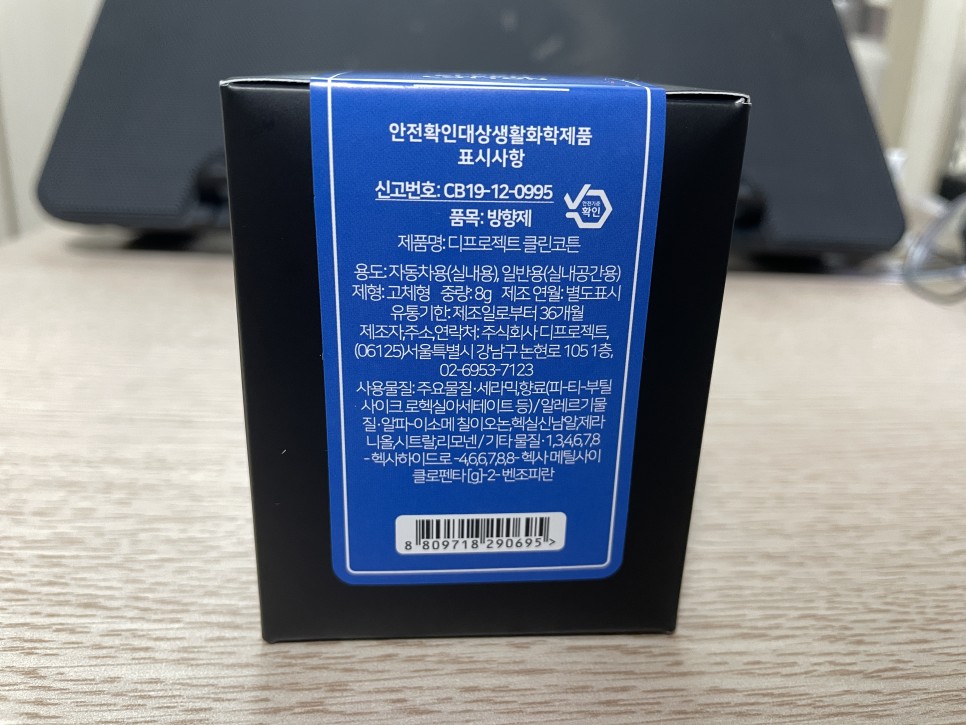 안전확인대상생활화학제품
표시사항
신고번호: CB19-12-0995
안전기준
확인
품목: 방향제
제품명: 디프로젝트 클린코튼
용도: 자동차용(실내용), 일반용(실내공간용)
제형: 고체형 중량: 8g 제조 연월: 별도표시
유통기한: 제조일로부터 36개월
제조자,주소,연락처: 주식회사 디프로젝트,
(06125)서울특별시 강남구 논현로 105 1층,
02-6953-7123
사용물질: 주요물질·세라믹,향료(파-티-부틸
사이크 로헥실아세테이트 등) / 알레르기물
질·알파-이소메 칠이오논,헥실신남알,제라
니올,시트랄,리모넨 / 기타 물질·1,3,4,6,7,8
-헥사하이드로 -4,6,6,7,8,8- 헥사 메틸사이
클로펜타 [g]-2-벤조피란
8 809718 290695 >